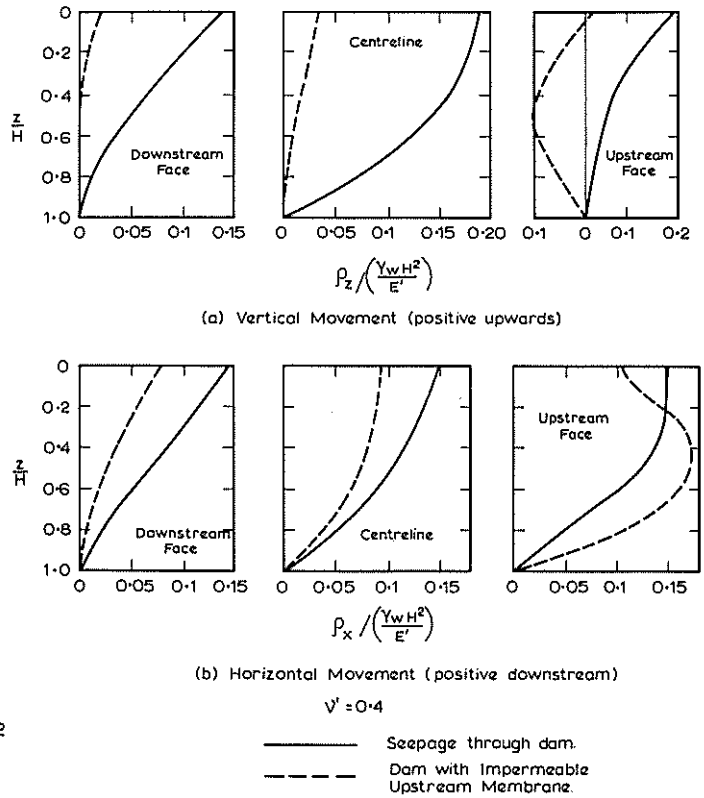 0
0.2
0.4
z/H
0.6
0.8
1.0
Downstream
Face
0 0.05 0.1 0.15
Centreline
0 0.05 0.1 0.15 0.20
Upstream
Face
0.1 0 0.1 0.2
ρz/(γw H²/E')
(a) Vertical Movement (positive upwards)
0
0.2
0.4
z/H
0.6
0.8
1.0
Downstream
Face
0 0.05 0.1 0.15
Centreline
0 0.05 0.1 0.15
Upstream
Face
0 0.05 0.1 0.15
ρx/(γw H²/E')
(b) Horizontal Movement (positive downstream)
ν' = 0.4
Seepage through dam.
Dam with Impermeable
Upstream Membrane.